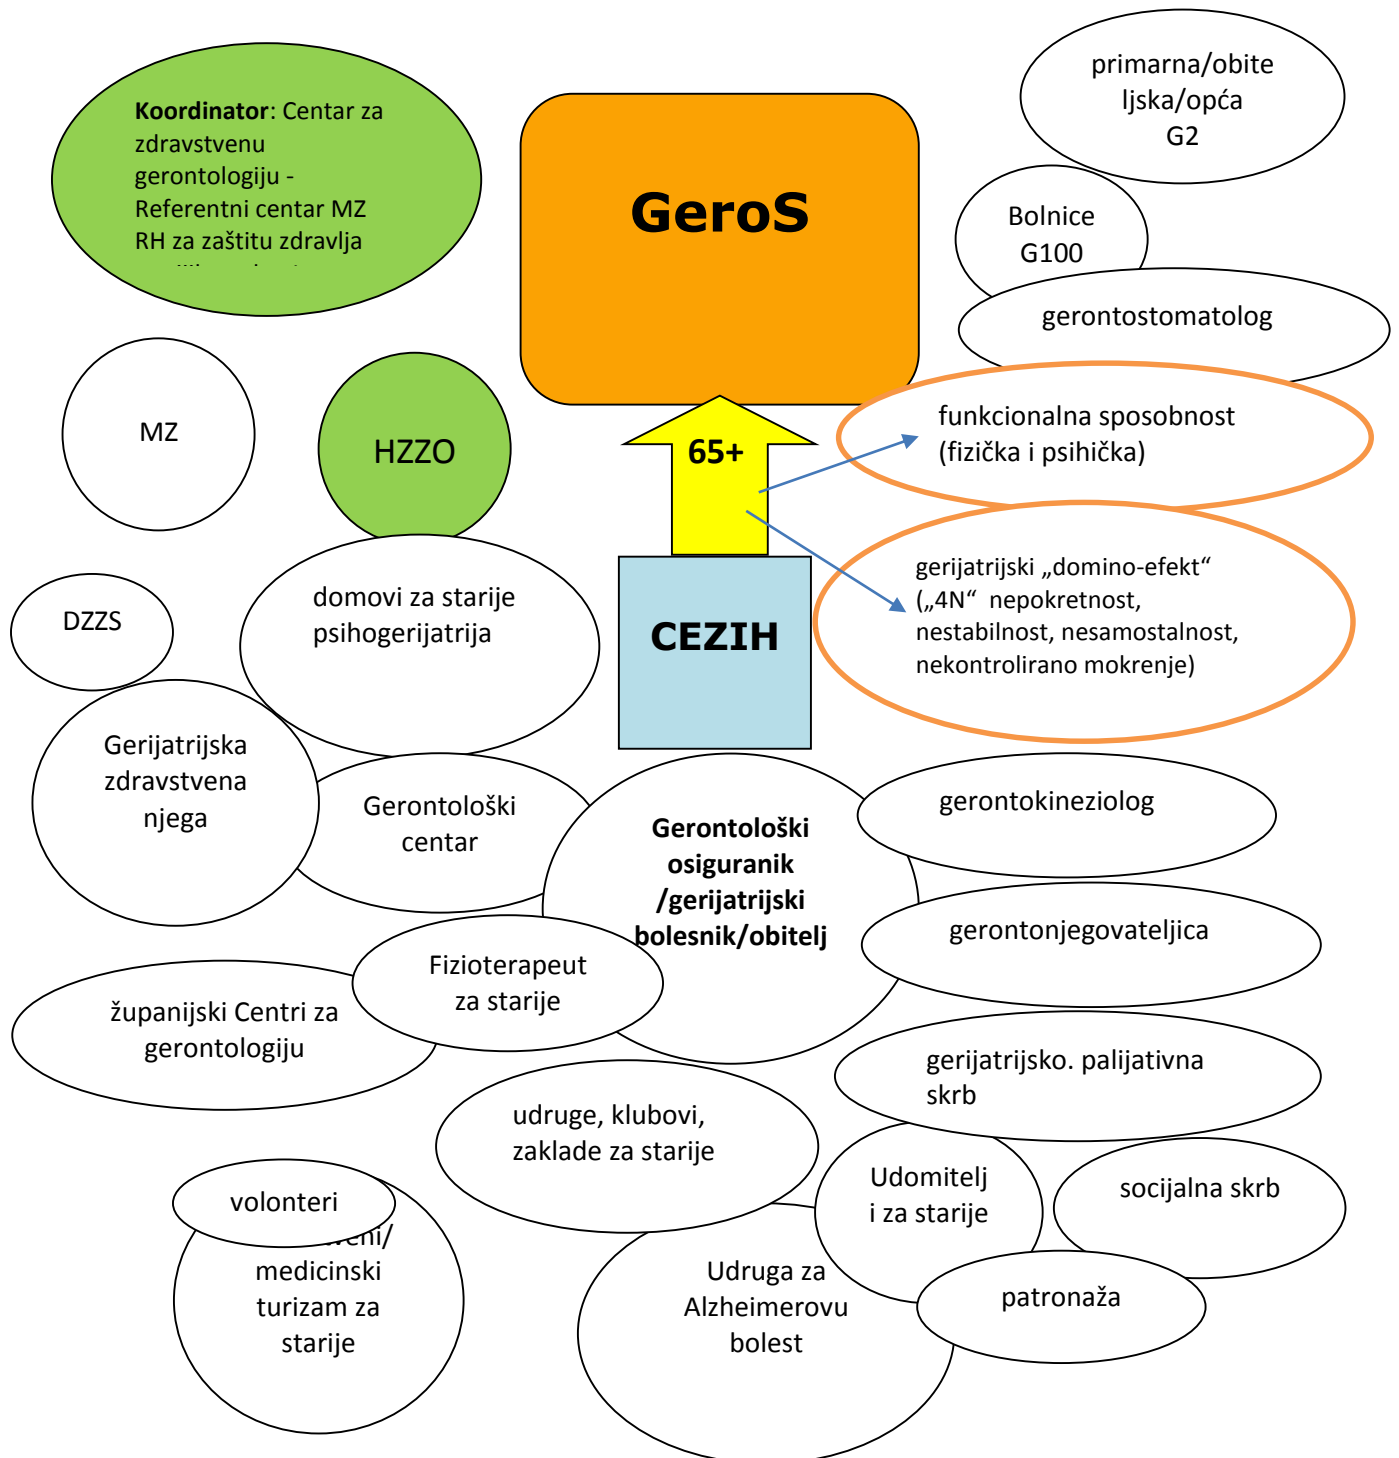 Koordinator: Centar za
zdravstvenu
gerontologiju -
Referentni centar MZ
RH za zaštitu zdravlja
GeroS
primarna/obite
ljska/opća
G2
Bolnice
G100
gerontostomatolog
MZ
HZZO
65+
funkcionalna sposobnost
(fizička i psihička)
gerijatrijski „domino-efekt“
(„4N“ nepokretnost,
nestabilnost, nesamostalnost,
nekontrolirano mokrenje)
DZZS
domovi za starije
psihogerijatrija
CEZIH
Gerijatrijska
zdravstvena
njega
Gerontološki
centar
Gerontološki
osiguranik
/gerijatrijski
bolesnik/obitelj
gerontokineziolog
gerontonjegovateljica
Fizioterapeut
za starije
županijski Centri za
gerontologiju
gerijatrijsko. palijativna
skrb
udruge, klubovi,
zaklade za starije
Udomitelj
i za starije
socijalna skrb
volonteri
medicinski
turizam za
starije
Udruga za
Alzheimerovu
bolest
patronaža